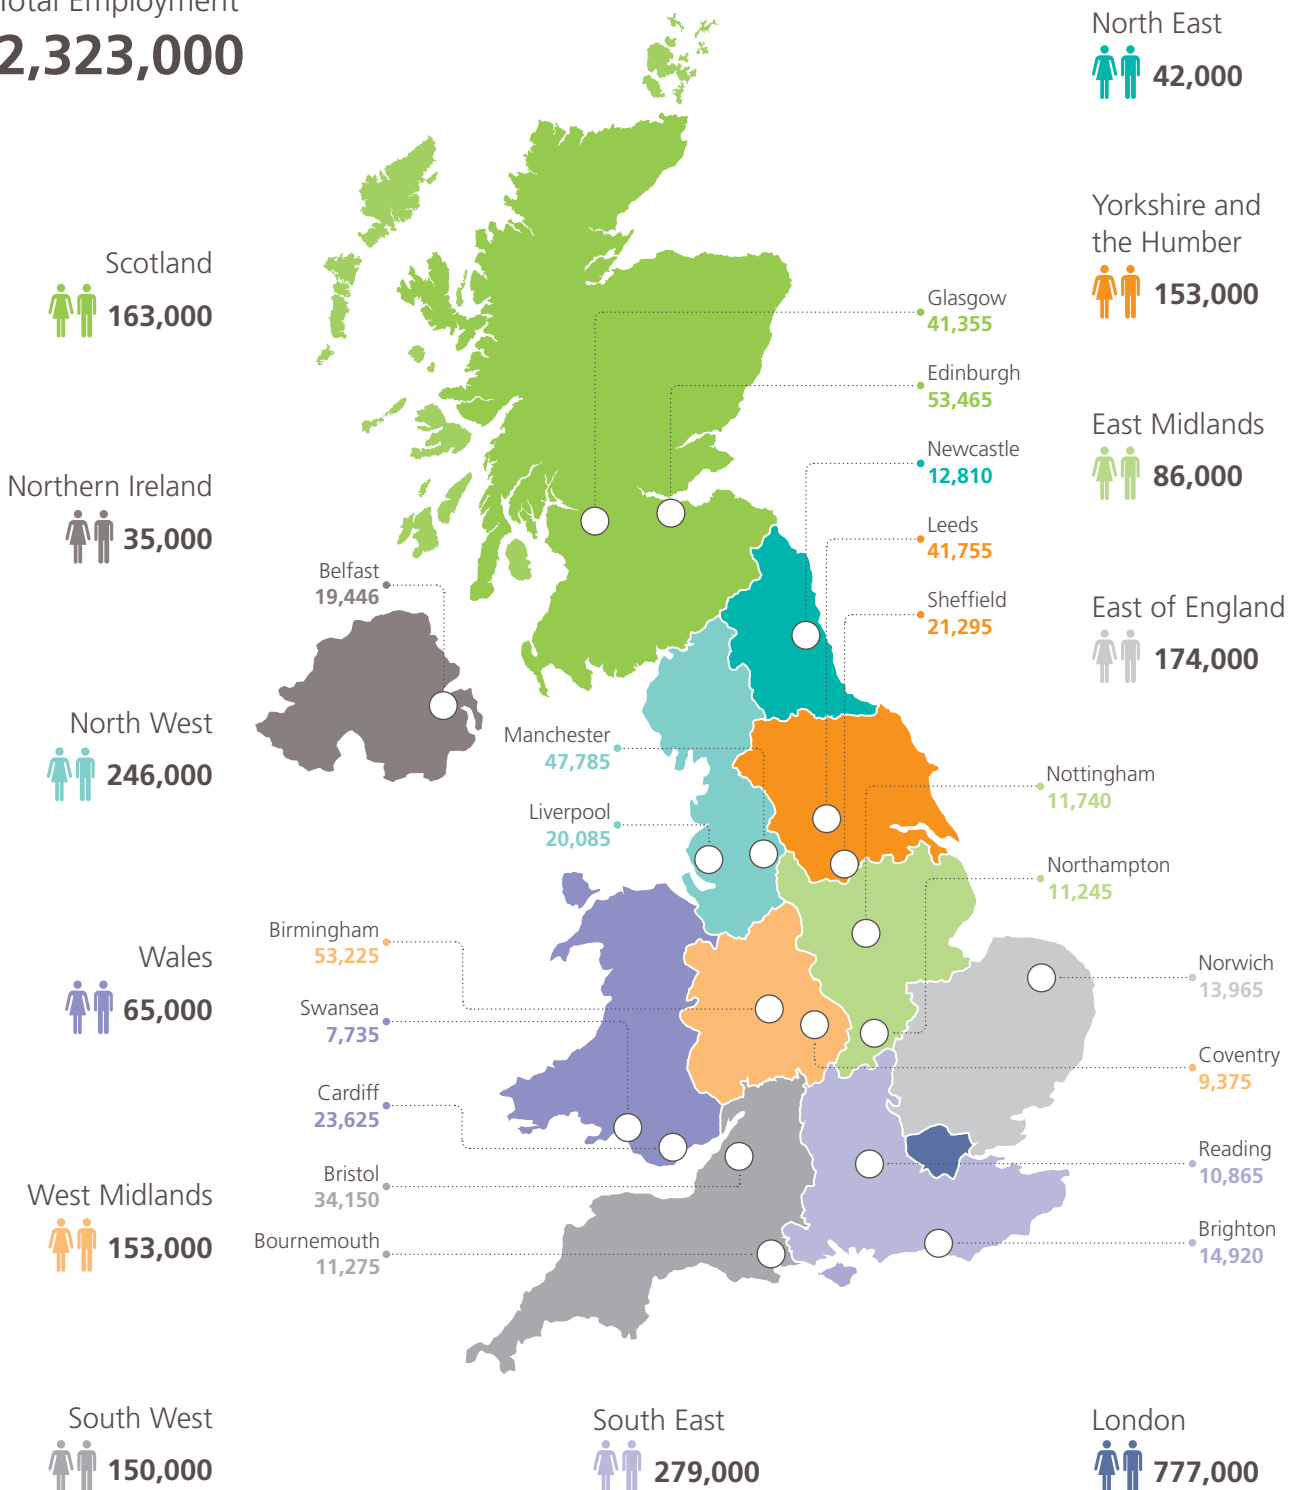 Total Employment
2,323,000
North East
42,000
Yorkshire and
the Humber
153,000
Scotland
163,000
Glasgow
41,355
Edinburgh
53,465
East Midlands
86,000
Newcastle
12,810
Northern Ireland
35,000
Leeds
41,755
Belfast
19,446
Sheffield
21,295
East of England
174,000
North West
246,000
Manchester
47,785
Nottingham
11,740
Liverpool
20,085
Northampton
11,245
Birmingham
53,225
Wales
65,000
Norwich
13,965
Swansea
7,735
Coventry
9,375
Cardiff
23,625
Reading
10,865
Bristol
34,150
West Midlands
153,000
Brighton
14,920
Bournemouth
11,275
South West
150,000
South East
279,000
London
777,000